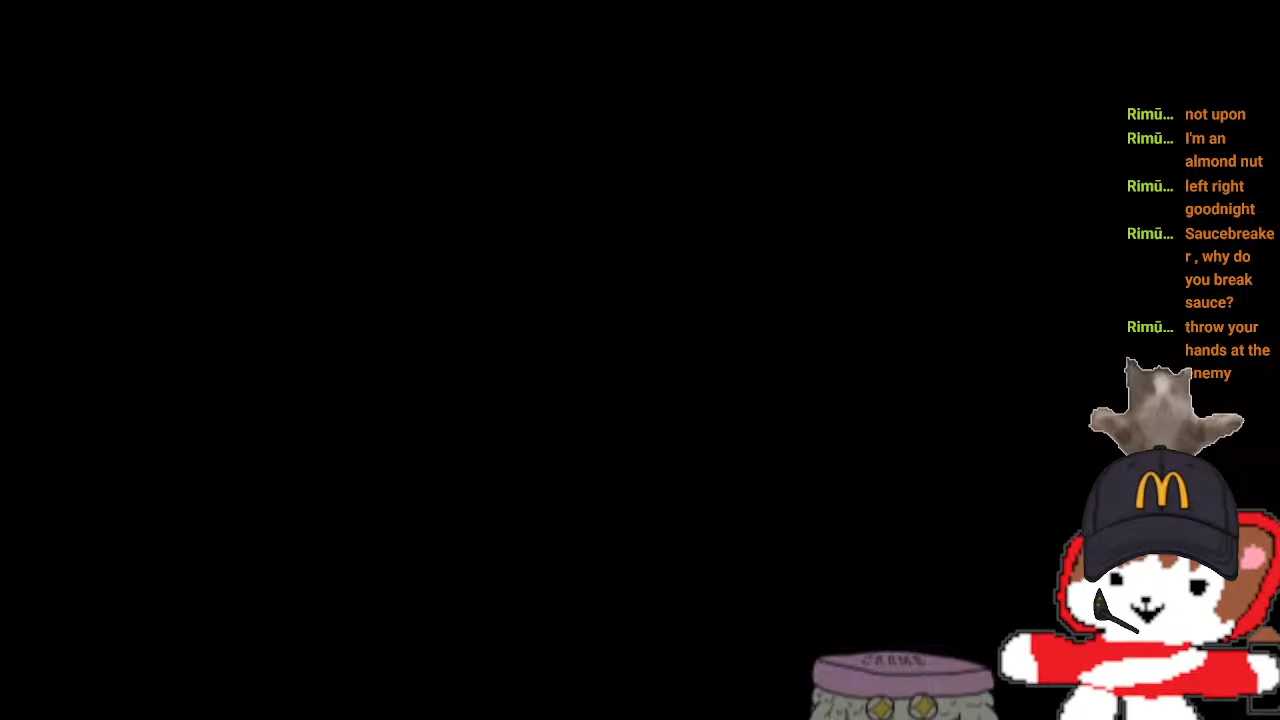 Rimū... not upon
Rimū... I'm an
almond nut
Rimū... left right
goodnight
Rimū... Saucebreake
r , why do
you break
sauce?
Rimū... throw your
hands at the
nemy